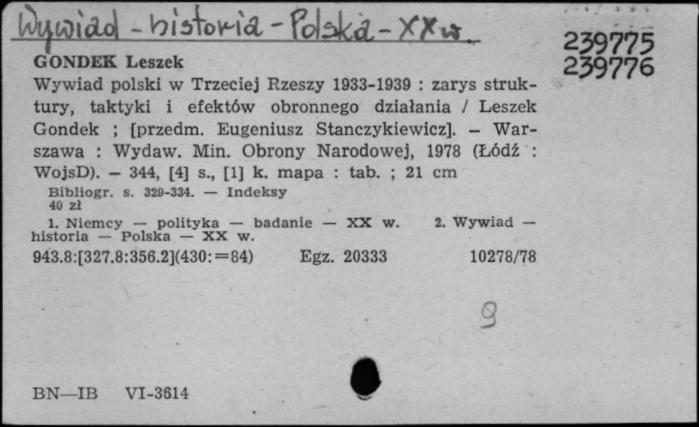 Wywiad - historia - Polska - XX w.
239775
239776
GONDEK Leszek
Wywiad polski w Trzeciej Rzeszy 1933-1939 : zarys struk-
tury, taktyki i efektów obronnego działania / Leszek
Gondek ; [przedm. Eugeniusz Stanczykiewicz]. — War-
szawa : Wydaw. Min. Obrony Narodowej, 1978 (Łódź :
WojsD). — 344, [4] s., [1] k. mapa : tab. ; 21 cm
Bibliogr. s. 329-334. — Indeksy
40 zł
1. Niemcy — polityka — badanie — XX w. 2. Wywiad —
historia — Polska — XX w.
943.8:[327.8:356.2](430:=84) Egz. 20333 10278/78
9
BN—IB VI-3614